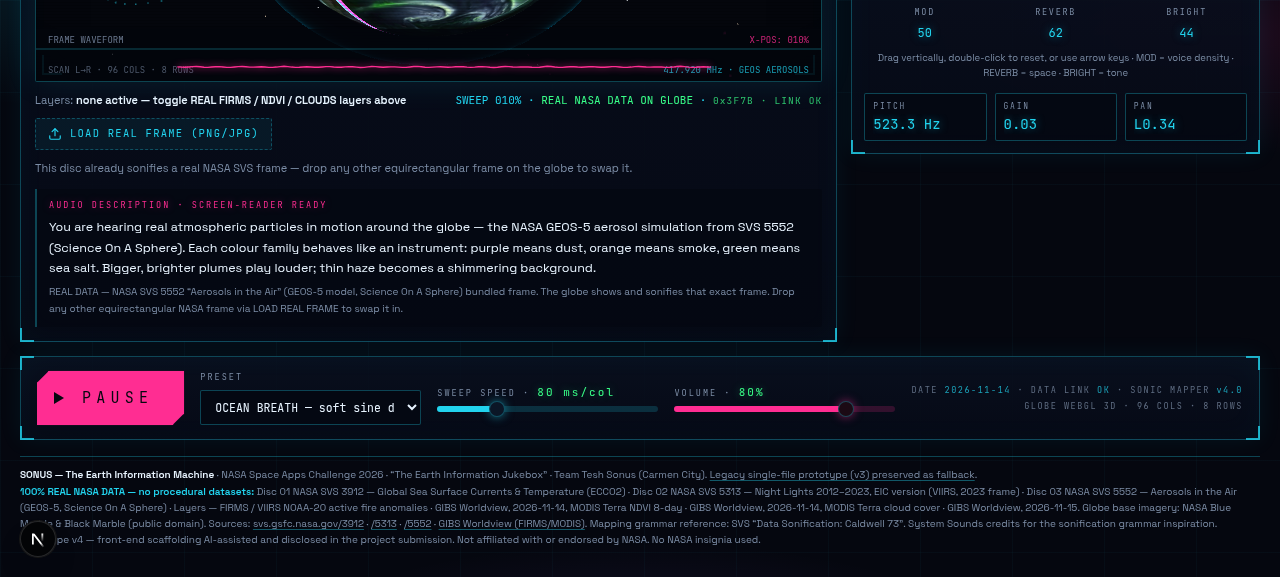 FRAME WAVEFORM
X-POS: 010%
SCAN L→R · 96 COLS · 8 ROWS
417.920 MHz · GEOS AEROSOLS
Layers: none active — toggle REAL FIRMS / NDVI / CLOUDS layers above
SWEEP 010% · REAL NASA DATA ON GLOBE · 0x3F7B · LINK OK
LOAD REAL FRAME (PNG/JPG)
This disc already sonifies a real NASA SVS frame — drop any other equirectangular frame on the globe to swap it.
AUDIO DESCRIPTION · SCREEN-READER READY
You are hearing real atmospheric particles in motion around the globe — the NASA GEOS-5 aerosol simulation from SVS 5552
(Science On A Sphere). Each colour family behaves like an instrument: purple means dust, orange means smoke, green means
sea salt. Bigger, brighter plumes play louder; thin haze becomes a shimmering background.
REAL DATA — NASA SVS 5552 "Aerosols in the Air" (GEOS-5 model, Science On A Sphere) bundled frame. The globe shows and sonifies that exact frame. Drop
any other equirectangular NASA frame via LOAD REAL FRAME to swap it in.
MOD
REVERB
BRIGHT
50
62
44
Drag vertically, double-click to reset, or use arrow keys · MOD = voice density ·
REVERB = space · BRIGHT = tone
PITCH
523.3 Hz
GAIN
0.03
PAN
L0.34
PAUSE
PRESET
OCEAN BREATH — soft sine d
SWEEP SPEED · 80 ms/col
VOLUME · 80%
DATE 2026-11-14 · DATA LINK OK · SONIC MAPPER v4.0
GLOBE WEBGL 3D · 96 COLS · 8 ROWS
SONUS — The Earth Information Machine · NASA Space Apps Challenge 2026 · "The Earth Information Jukebox" · Team Tesh Sonus (Carmen City). Legacy single-file prototype (v3) preserved as fallback.
100% REAL NASA DATA — no procedural datasets: Disc 01 NASA SVS 3912 — Global Sea Surface Currents & Temperature (ECCO2) · Disc 02 NASA SVS 5313 — Night Lights 2012–2023, EIC version (VIIRS, 2023 frame) · Disc 03 NASA SVS 5552 — Aerosols in the Air
(GEOS-5, Science On A Sphere) · Layers — FIRMS / VIIRS NOAA-20 active fire anomalies · GIBS Worldview, 2026-11-14, MODIS Terra NDVI 8-day · GIBS Worldview, 2026-11-14, MODIS Terra cloud cover · GIBS Worldview, 2026-11-15. Globe base imagery: NASA Blue
& Black Marble (public domain). Sources: svs.gsfc.nasa.gov/3912 · /5313 · /5552 · GIBS Worldview (FIRMS/MODIS). Mapping grammar reference: SVS "Data Sonification: Caldwell 73". System Sounds credits for the sonification grammar inspiration.
v4 — front-end scaffolding AI-assisted and disclosed in the project submission. Not affiliated with or endorsed by NASA. No NASA insignia used.
N